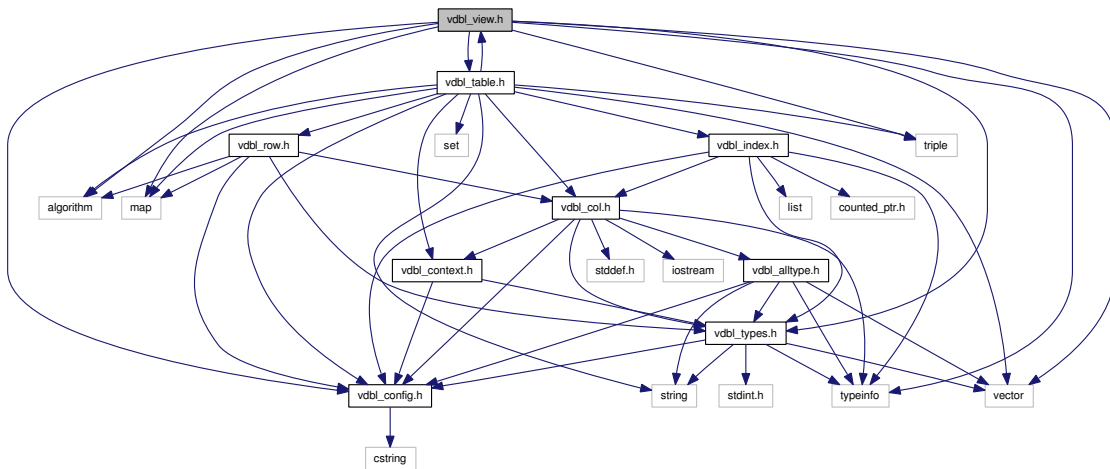 vdbl_view.h
vdbl_table.h
vdbl_row.h
set
vdbl_index.h
triple
algorithm
map
vdbl_col.h
list
counted_ptr.h
vdbl_context.h
stddef.h
iostream
vdbl_alltype.h
vdbl_types.h
vdbl_config.h
string
stdint.h
typeinfo
vector
cstring